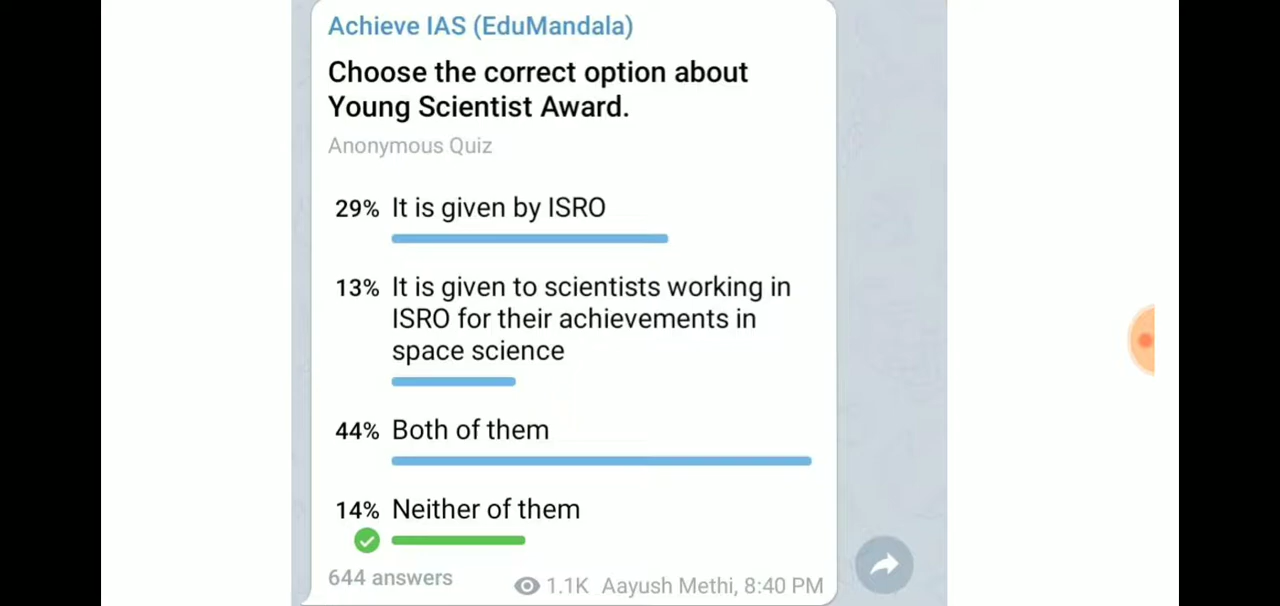 Achieve IAS (EduMandala)
Choose the correct option about
Young Scientist Award.
Anonymous Quiz
29% It is given by ISRO
13% It is given to scientists working in
ISRO for their achievements in
space science
44% Both of them
14% Neither of them
644 answers 1.1K Aayush Methi, 8:40 PM